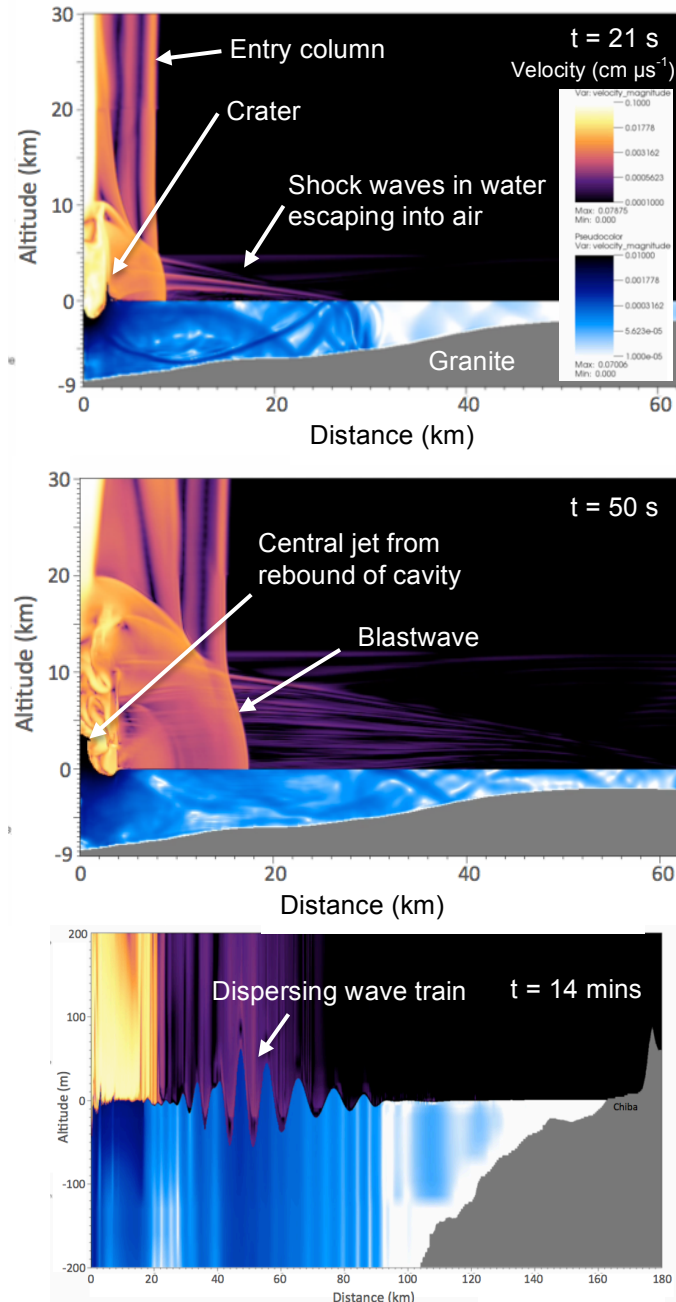 30
20
10
0
-9
Altitude (km)
Entry column
Crater
Shock waves in water
escaping into air
t = 21 s
Velocity (cm µs⁻¹)
Var: velocity_magnitude
0.1000
0.01778
0.003162
0.0005623
0.0001000
Max: 0.07875
Min: 0.000
Pseudocolor
Var: velocity_magnitude
0.01000
0.001778
0.0003162
5.623e-05
1.000e-05
Max: 0.07006
Min: 0.000
Granite
0 20 40 60
Distance (km)
30
20
10
0
-9
Altitude (km)
t = 50 s
Central jet from
rebound of cavity
Blastwave
0 20 40 60
Distance (km)
200
100
0
-100
-200
Altitude (m)
Dispersing wave train
t = 14 mins
Chiba
0 20 40 60 80 100 120 140 160 180
Distance (km)